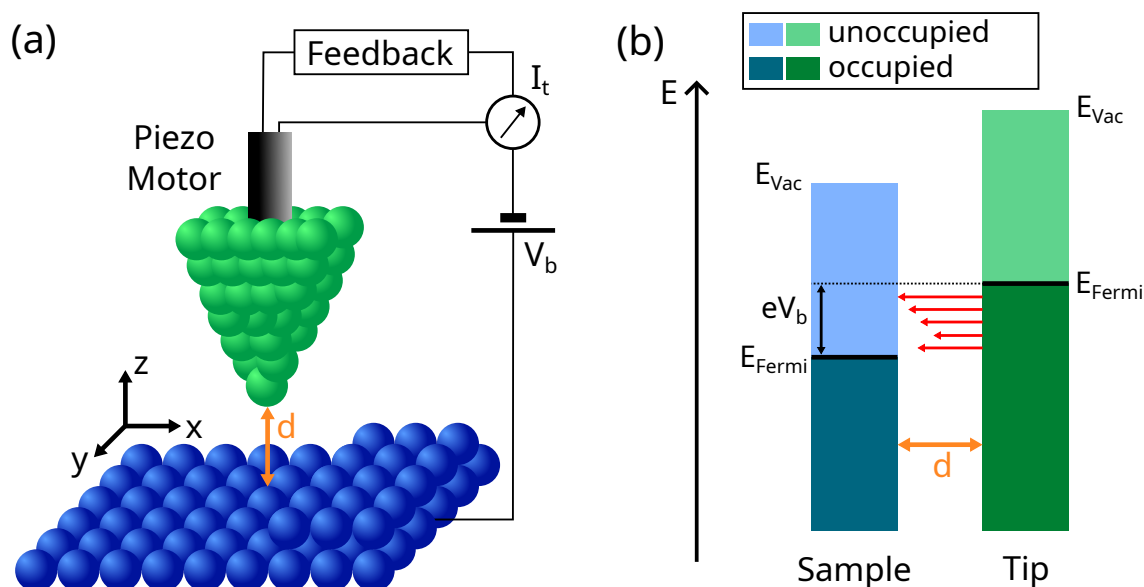 (a)
Feedback
I_t
Piezo
Motor
V_b
z
x
y
d
(b)
unoccupied
occupied
E
E_Vac
E_Vac
eV_b
E_Fermi
E_Fermi
d
Sample
Tip